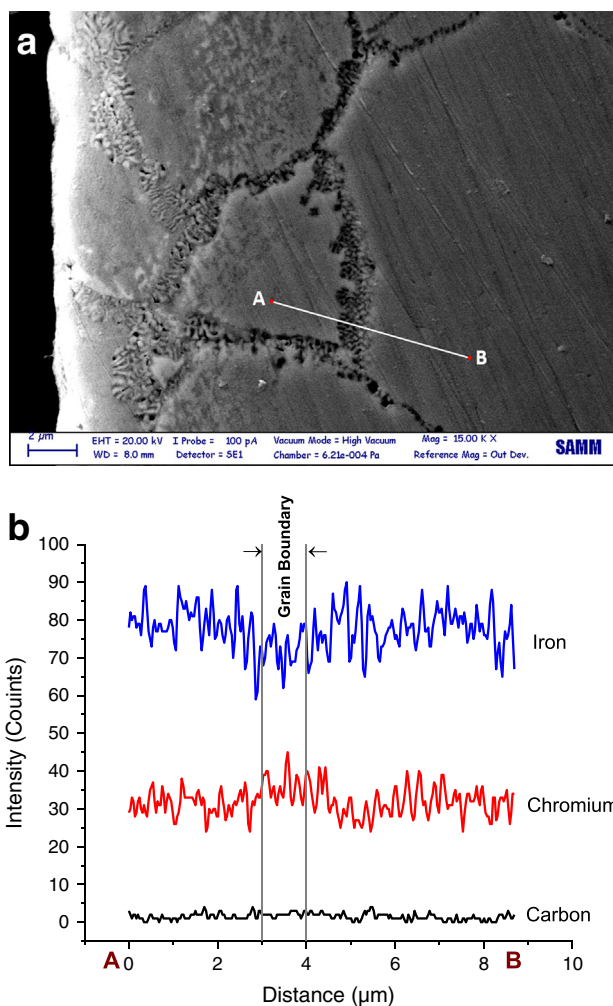 a
A
B
2 µm
EHT = 20.00 kV I Probe = 100 pA Vacuum Mode = High Vacuum Mag = 15.00 K X
WD = 8.0 mm Detector = SE1 Chamber = 6.21e-004 Pa Reference Mag = Out Dev.
SAMM
b
Grain Boundary
100
90
80
70
60
50
40
30
20
10
0
Intensity (Couints)
Iron
Chromium
Carbon
A 0 2 4 6 8 B 10
Distance (µm)